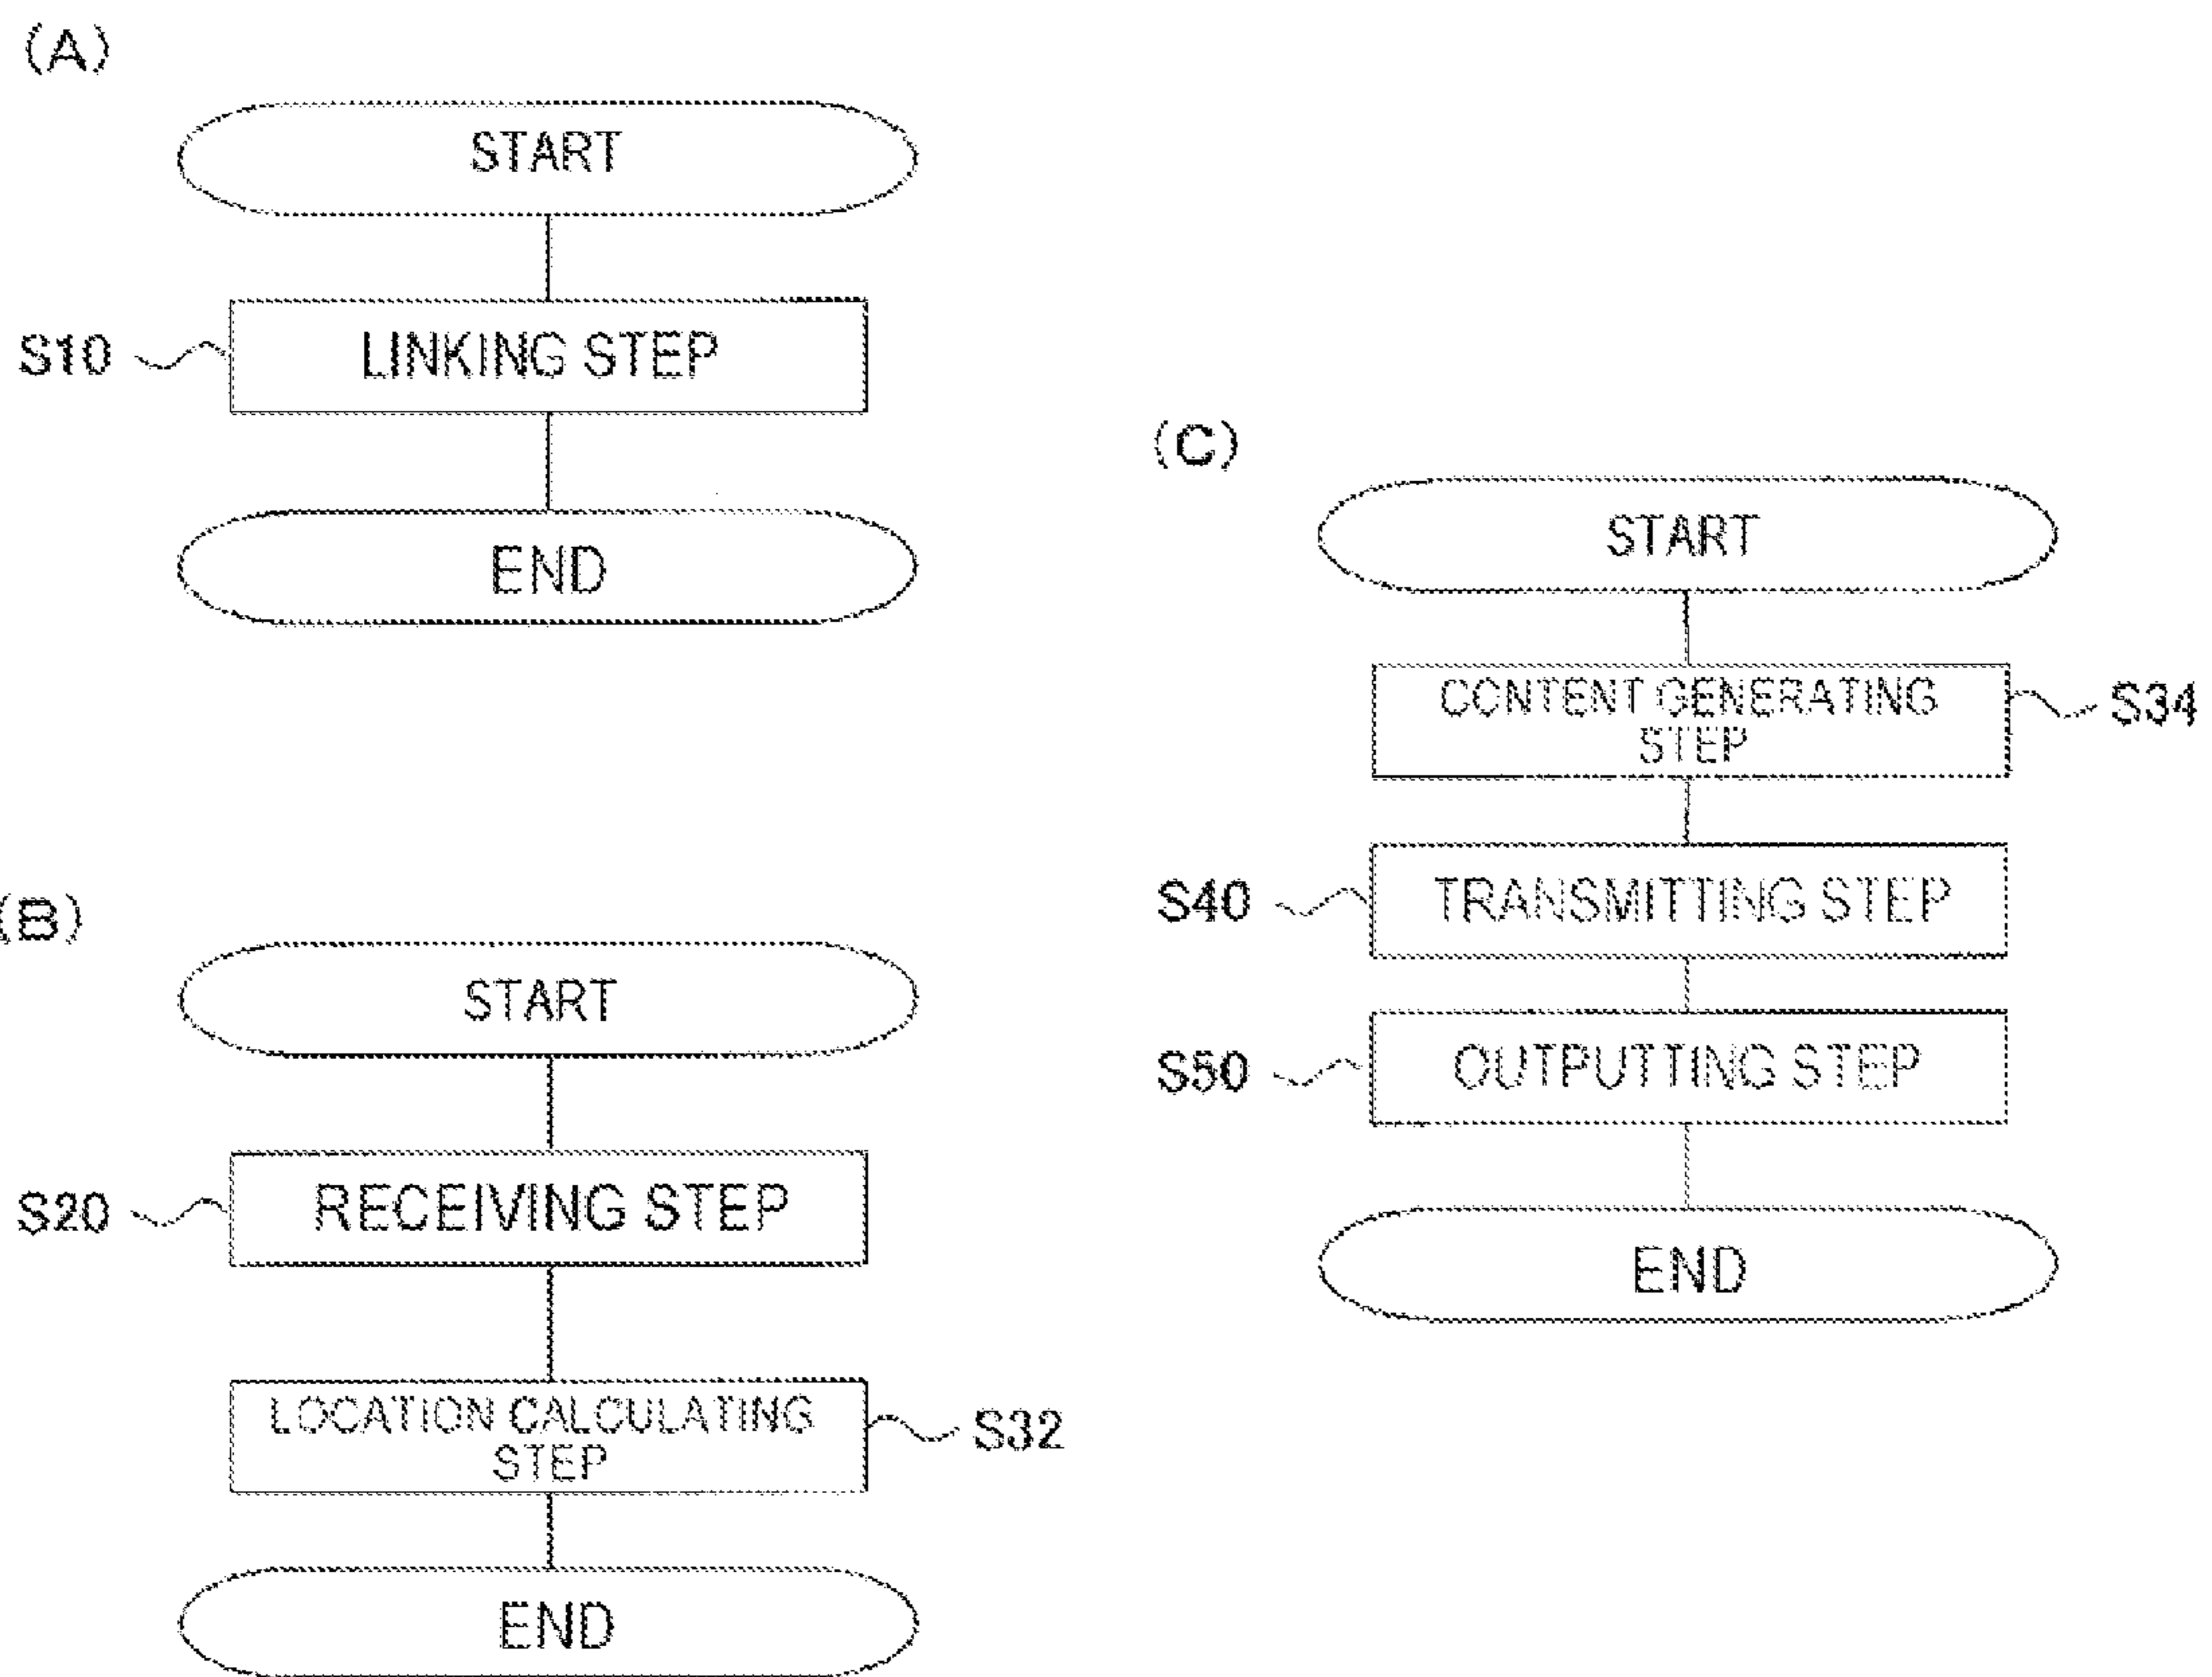 (A)
START
S10
LINKING STEP
END
(B)
START
S20
RECEIVING STEP
LOCATION CALCULATING
STEP
S32
END
(C)
START
CONTENT GENERATING
STEP
S34
S40
TRANSMITTING STEP
S50
OUTPUTTING STEP
END